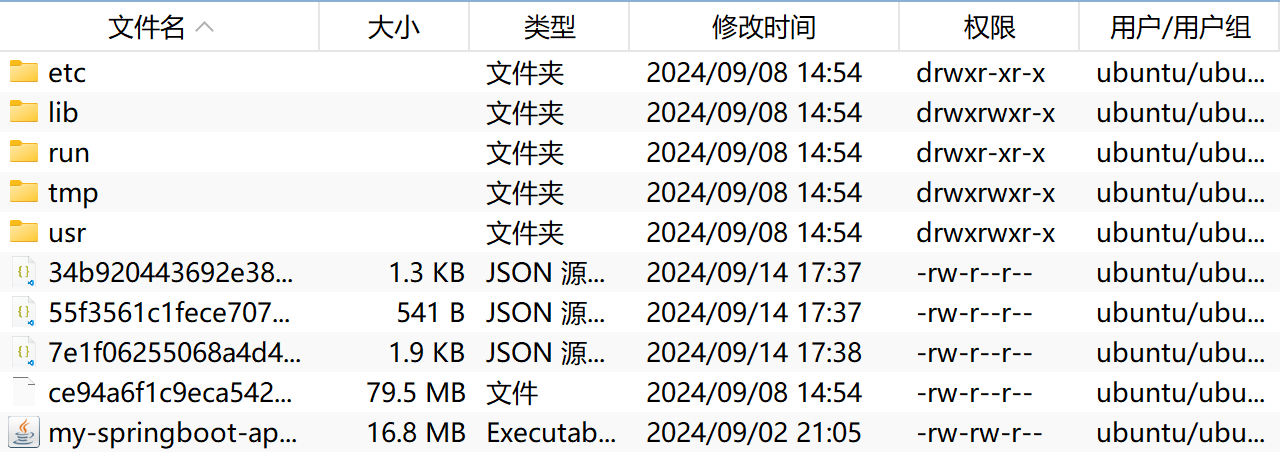 文件名 大小 类型 修改时间 权限 用户/用户组
etc 文件夹 2024/09/08 14:54 drwxr-xr-x ubuntu/ubu...
lib 文件夹 2024/09/08 14:54 drwxrwxr-x ubuntu/ubu...
run 文件夹 2024/09/08 14:54 drwxr-xr-x ubuntu/ubu...
tmp 文件夹 2024/09/08 14:54 drwxrwxr-x ubuntu/ubu...
usr 文件夹 2024/09/08 14:54 drwxrwxr-x ubuntu/ubu...
34b920443692e38... 1.3 KB JSON 源... 2024/09/14 17:37 -rw-r--r-- ubuntu/ubu...
55f3561c1fece707... 541 B JSON 源... 2024/09/14 17:37 -rw-r--r-- ubuntu/ubu...
7e1f06255068a4d4... 1.9 KB JSON 源... 2024/09/14 17:38 -rw-r--r-- ubuntu/ubu...
ce94a6f1c9eca542... 79.5 MB 文件 2024/09/08 14:54 -rw-r--r-- ubuntu/ubu...
my-springboot-ap... 16.8 MB Executab... 2024/09/02 21:05 -rw-rw-r-- ubuntu/ubu...